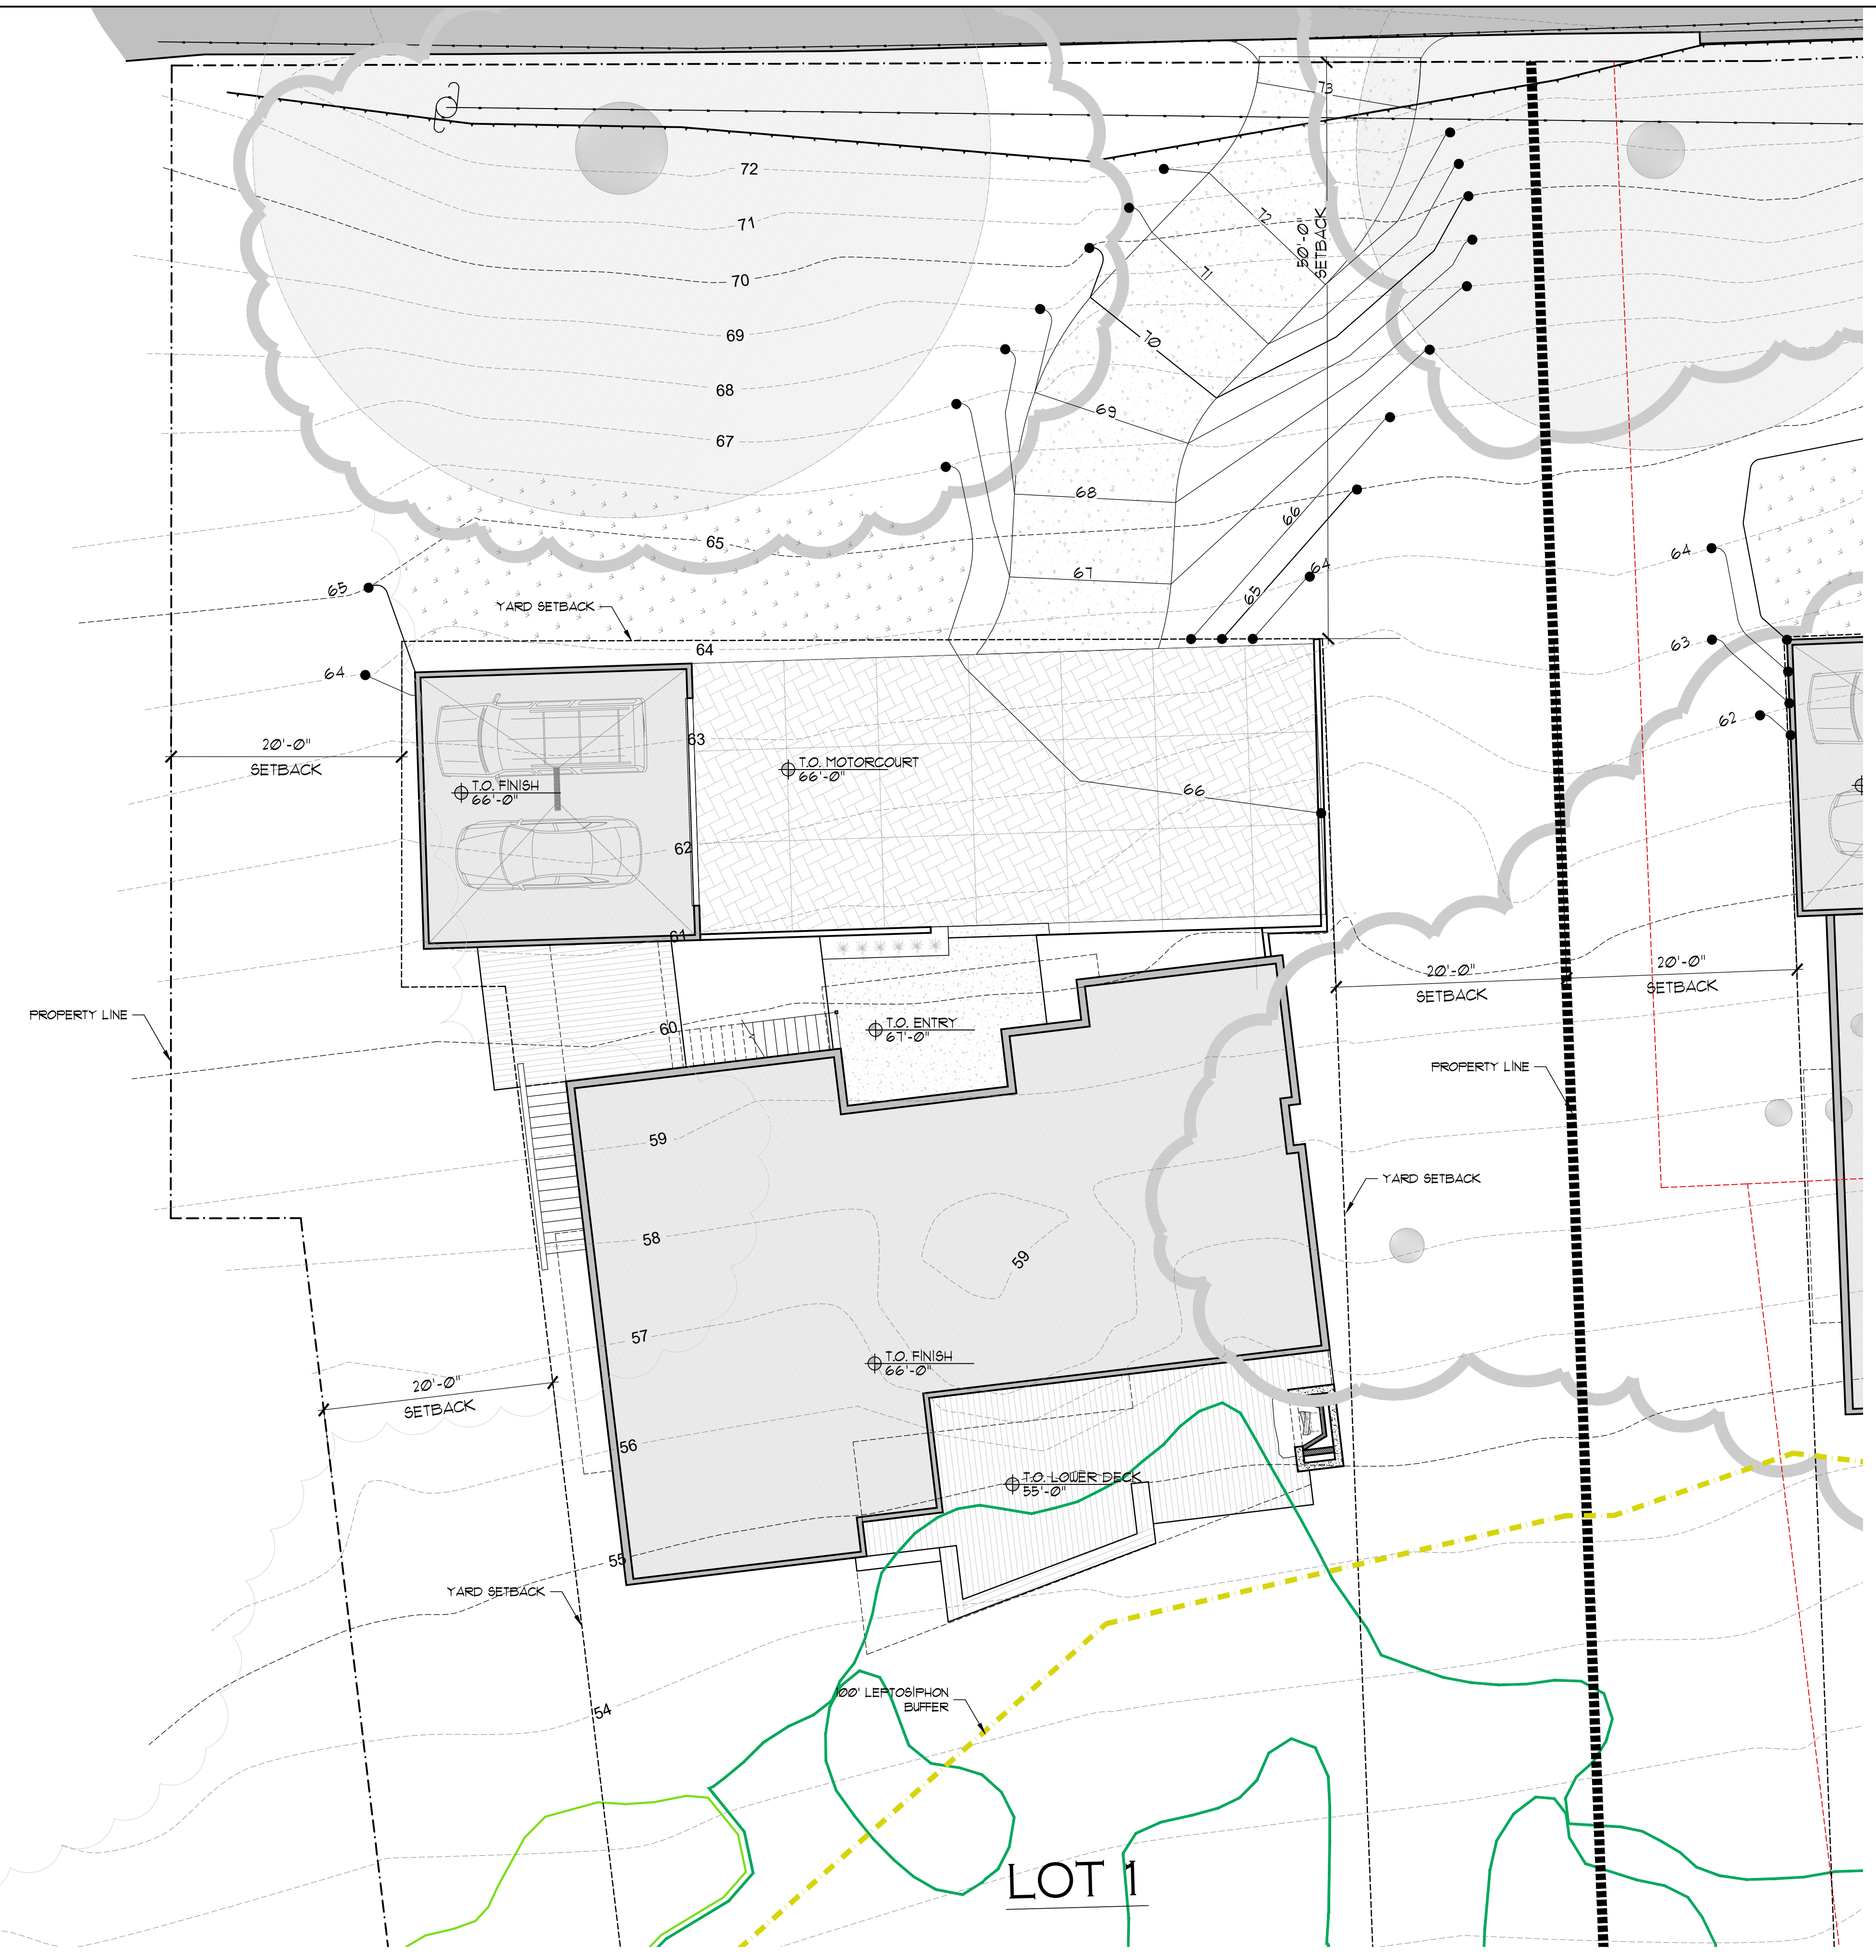 73
72
72
71
50'-0"
SETBACK
71
70
70
69
68
69
67
68
66
65
67
65
64
YARD SETBACK
65
64
64
64
63
64
62
20'-0"
SETBACK
63
T.O. MOTORCOURT
66'-0"
T.O. FINISH
66'-0"
66
62
61
20'-0"
SETBACK
20'-0"
SETBACK
PROPERTY LINE
60
T.O. ENTRY
67'-0"
PROPERTY LINE
59
YARD SETBACK
58
59
57
T.O. FINISH
66'-0"
20'-0"
SETBACK
56
T.O. LOWER DECK
55'-0"
55
YARD SETBACK
54
100' LEPTOSIPHON
BUFFER
LOT 1